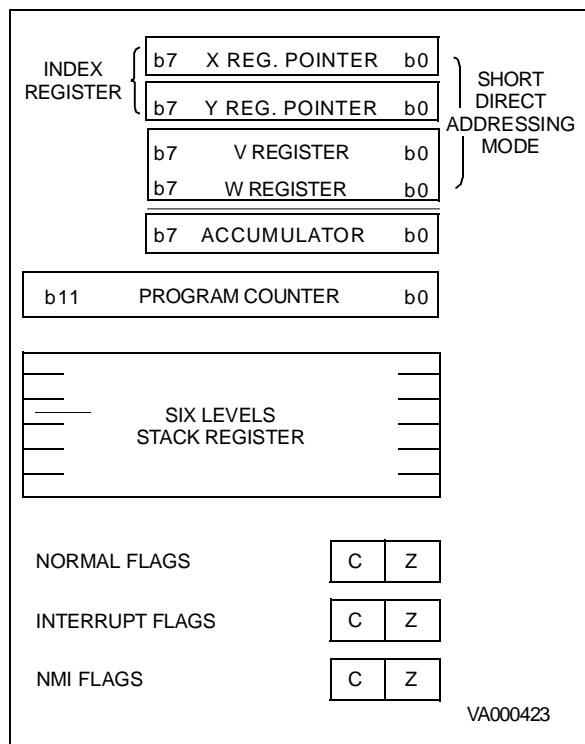 INDEX
REGISTER
b7 X REG. POINTER b0
b7 Y REG. POINTER b0
b7 V REGISTER b0
b7 W REGISTER b0
b7 ACCUMULATOR b0
SHORT
DIRECT
ADDRESSING
MODE
b11 PROGRAM COUNTER b0
SIX LEVELS
STACK REGISTER
NORMAL FLAGS C Z
INTERRUPT FLAGS C Z
NMI FLAGS C Z
VA000423